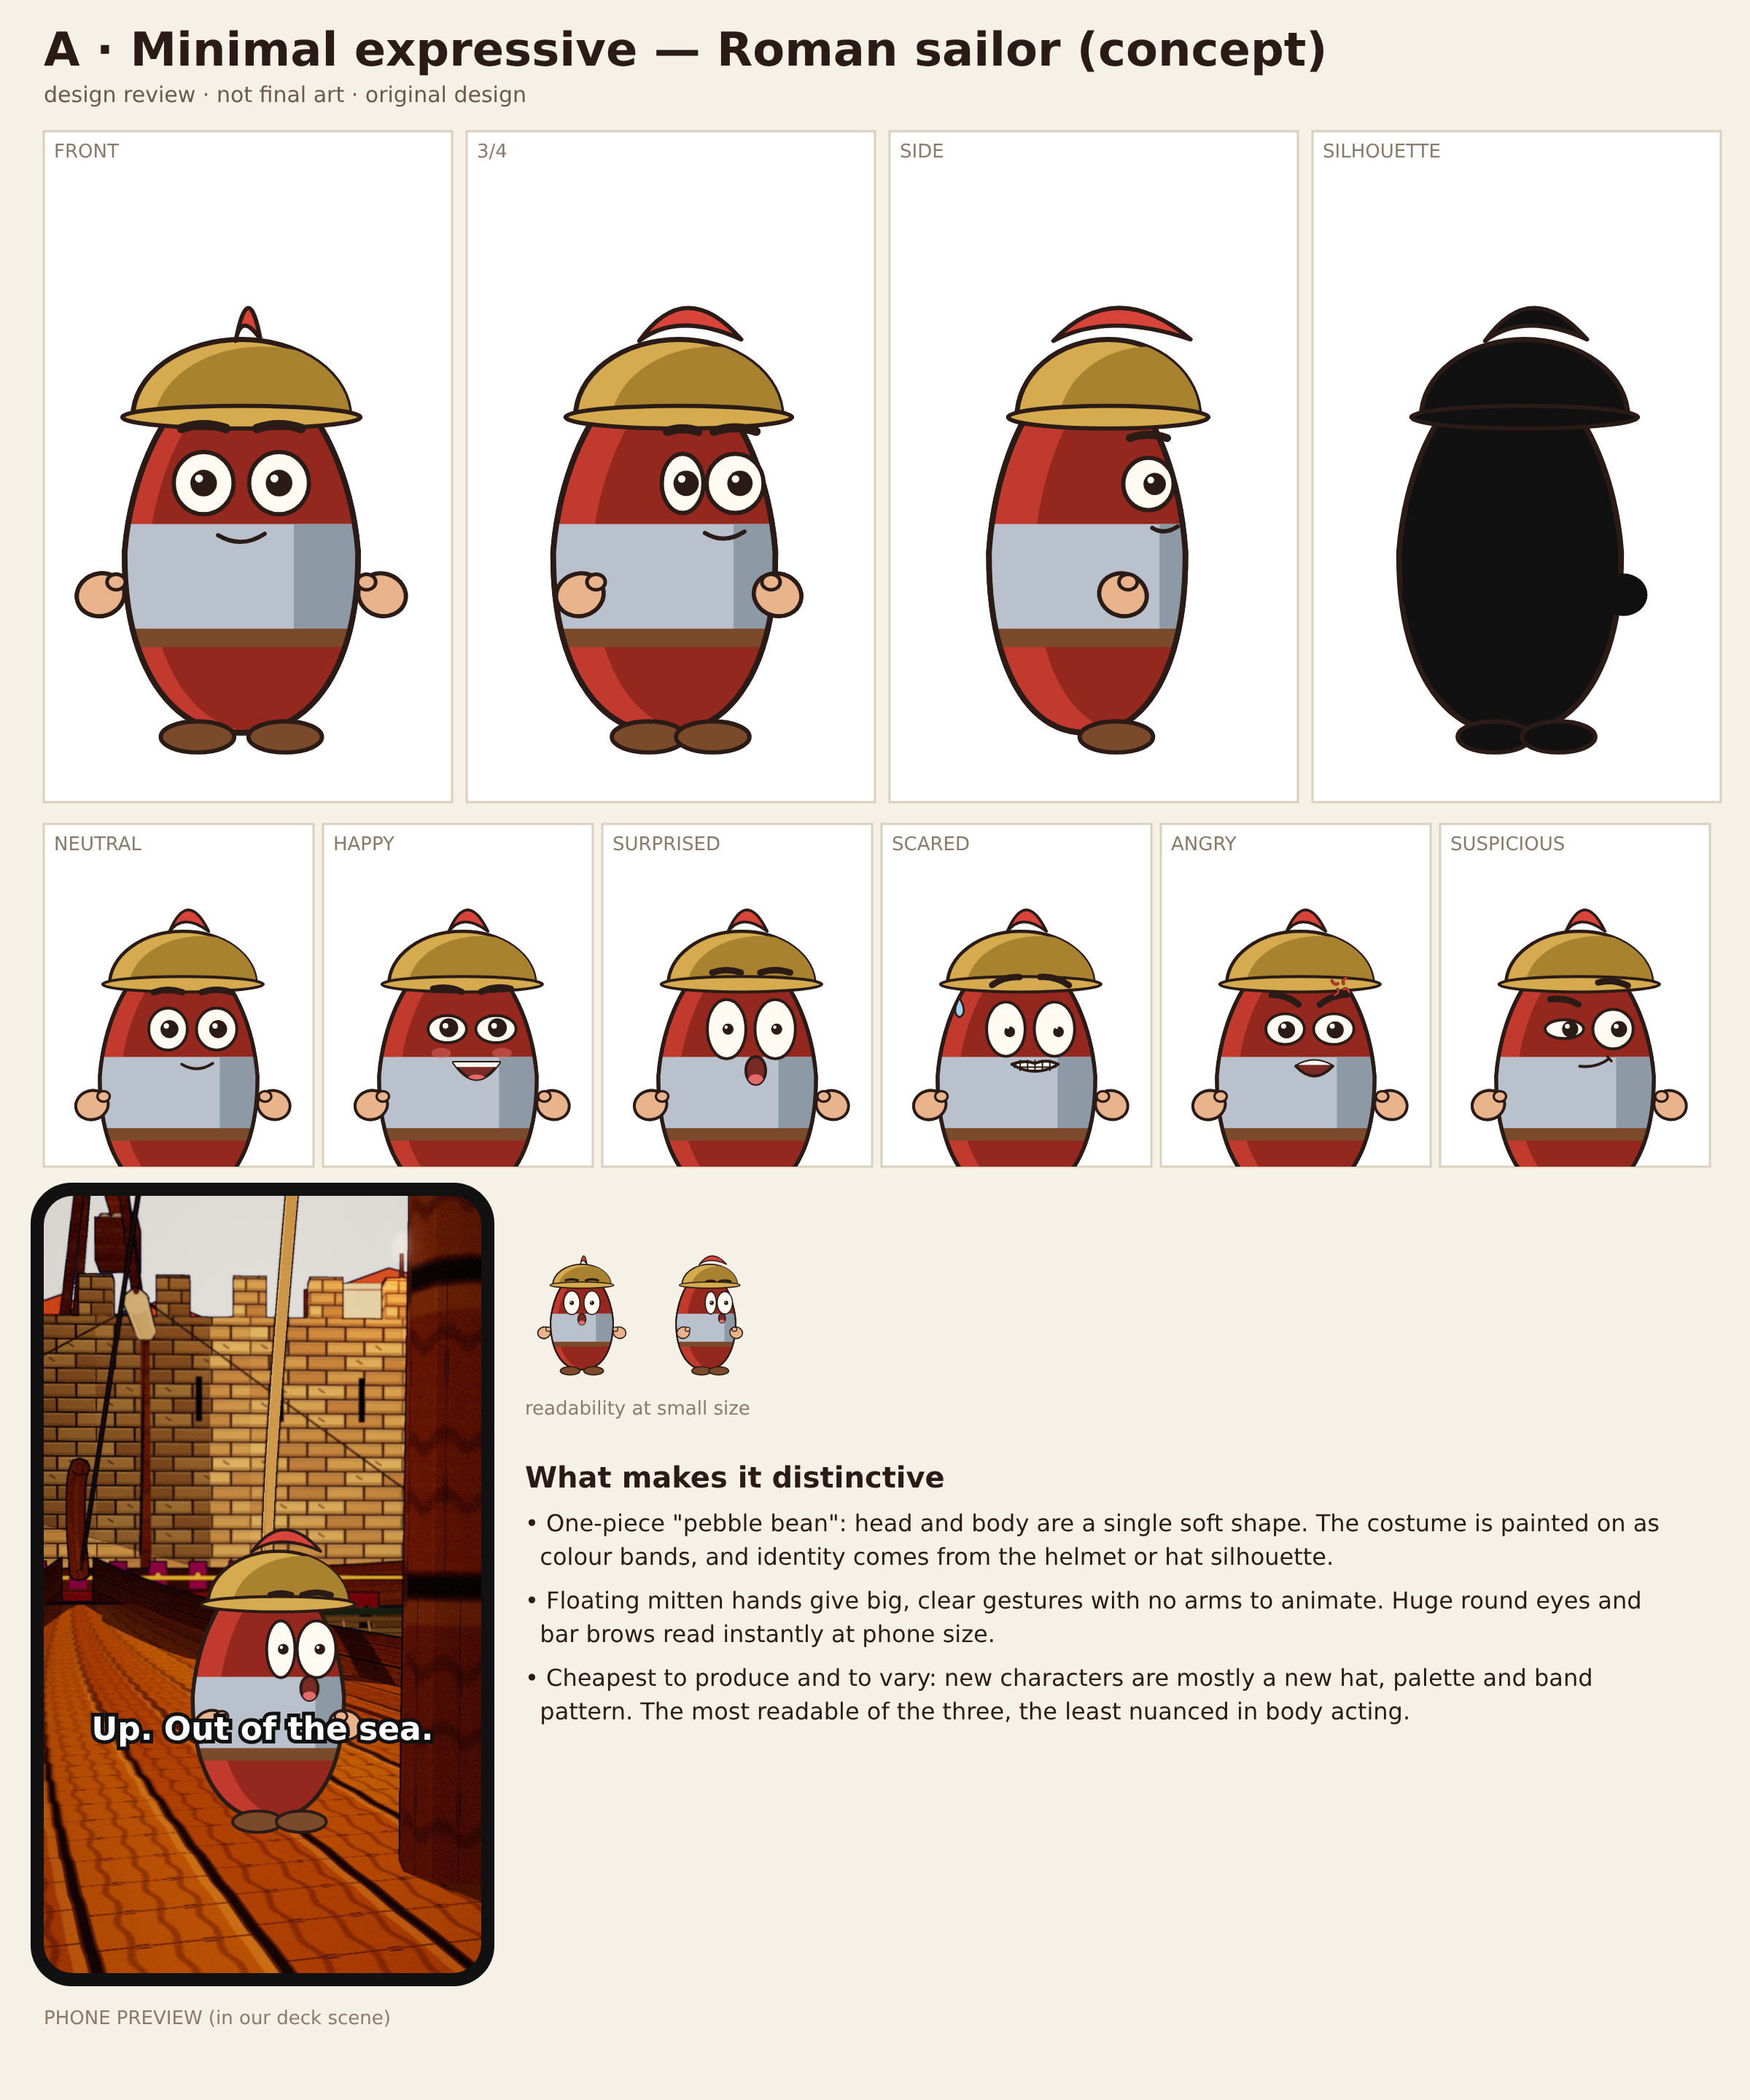 A · Minimal expressive — Roman sailor (concept)
design review · not final art · original design
FRONT
3/4
SIDE
SILHOUETTE
NEUTRAL
HAPPY
SURPRISED
SCARED
ANGRY
SUSPICIOUS
readability at small size
What makes it distinctive
• One-piece "pebble bean": head and body are a single soft shape. The costume is painted on as
colour bands, and identity comes from the helmet or hat silhouette.
• Floating mitten hands give big, clear gestures with no arms to animate. Huge round eyes and
bar brows read instantly at phone size.
• Cheapest to produce and to vary: new characters are mostly a new hat, palette and band
pattern. The most readable of the three, the least nuanced in body acting.
Up. Out of the sea.
PHONE PREVIEW (in our deck scene)